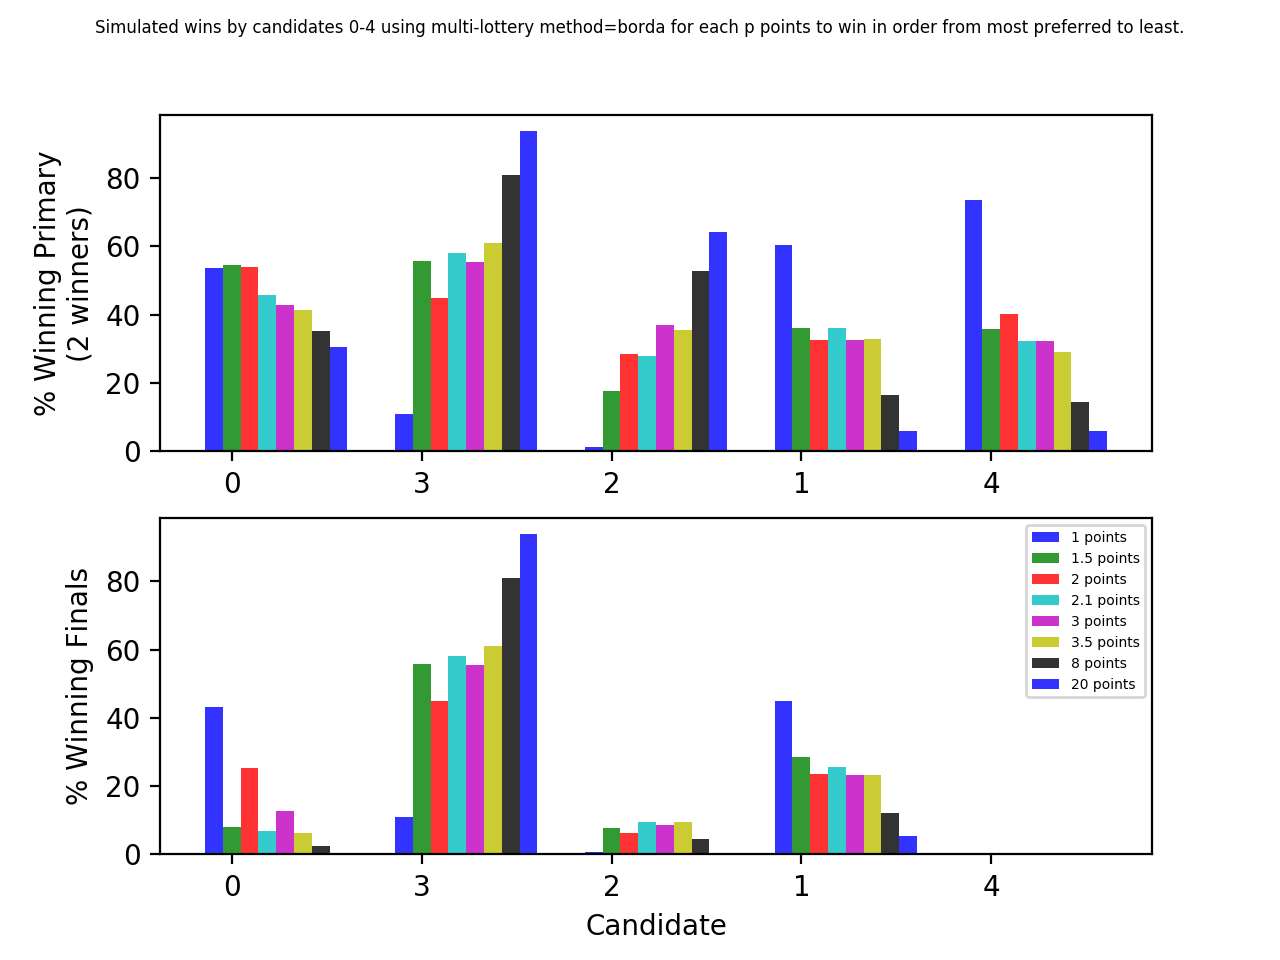 Simulated wins by candidates 0-4 using multi-lottery method=borda for each p points to win in order from most preferred to least.
% Winning Primary
(2 winners)
80
60
40
20
0
0 3 2 1 4
% Winning Finals
80
60
40
20
0
1 points
1.5 points
2 points
2.1 points
3 points
3.5 points
8 points
20 points
0 3 2 1 4
Candidate